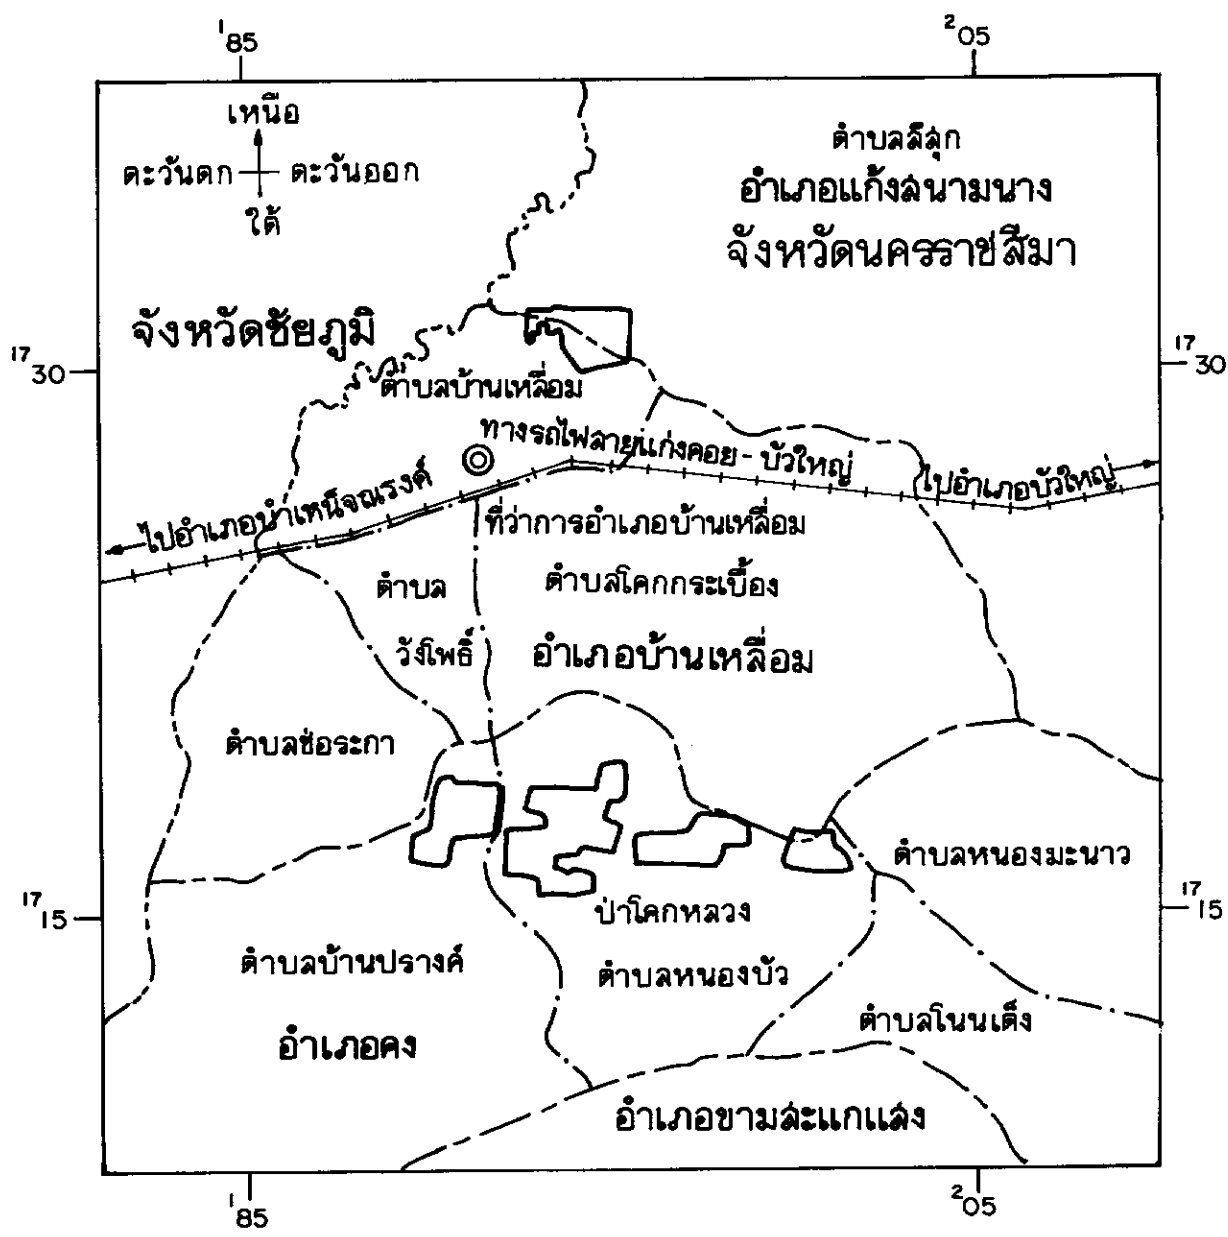 185
205
เหนือ
ตะวันตก ตะวันออก
ใต้
ตำบลสีสุก
อำเภอแก้งสนามนาง
จังหวัดนครราชสีมา
จังหวัดชัยภูมิ
1730
1730
ตำบลบ้านเหลื่อม
ทางรถไฟสายแก่งคอย - บัวใหญ่
ไปอำเภอบัวใหญ่
ไปอำเภอบำเหน็จณรงค์
ที่ว่าการอำเภอบ้านเหลื่อม
ตำบล
วังโพธิ์
ตำบลโคกกระเบื้อง
อำเภอบ้านเหลื่อม
ตำบลช่อระกา
ตำบลหนองมะนาว
1715
1715
ป่าโคกหลวง
ตำบลบ้านปรางค์
ตำบลหนองบัว
อำเภอคง
ตำบลโนนเต็ง
อำเภอขามสะแกแสง
185
205